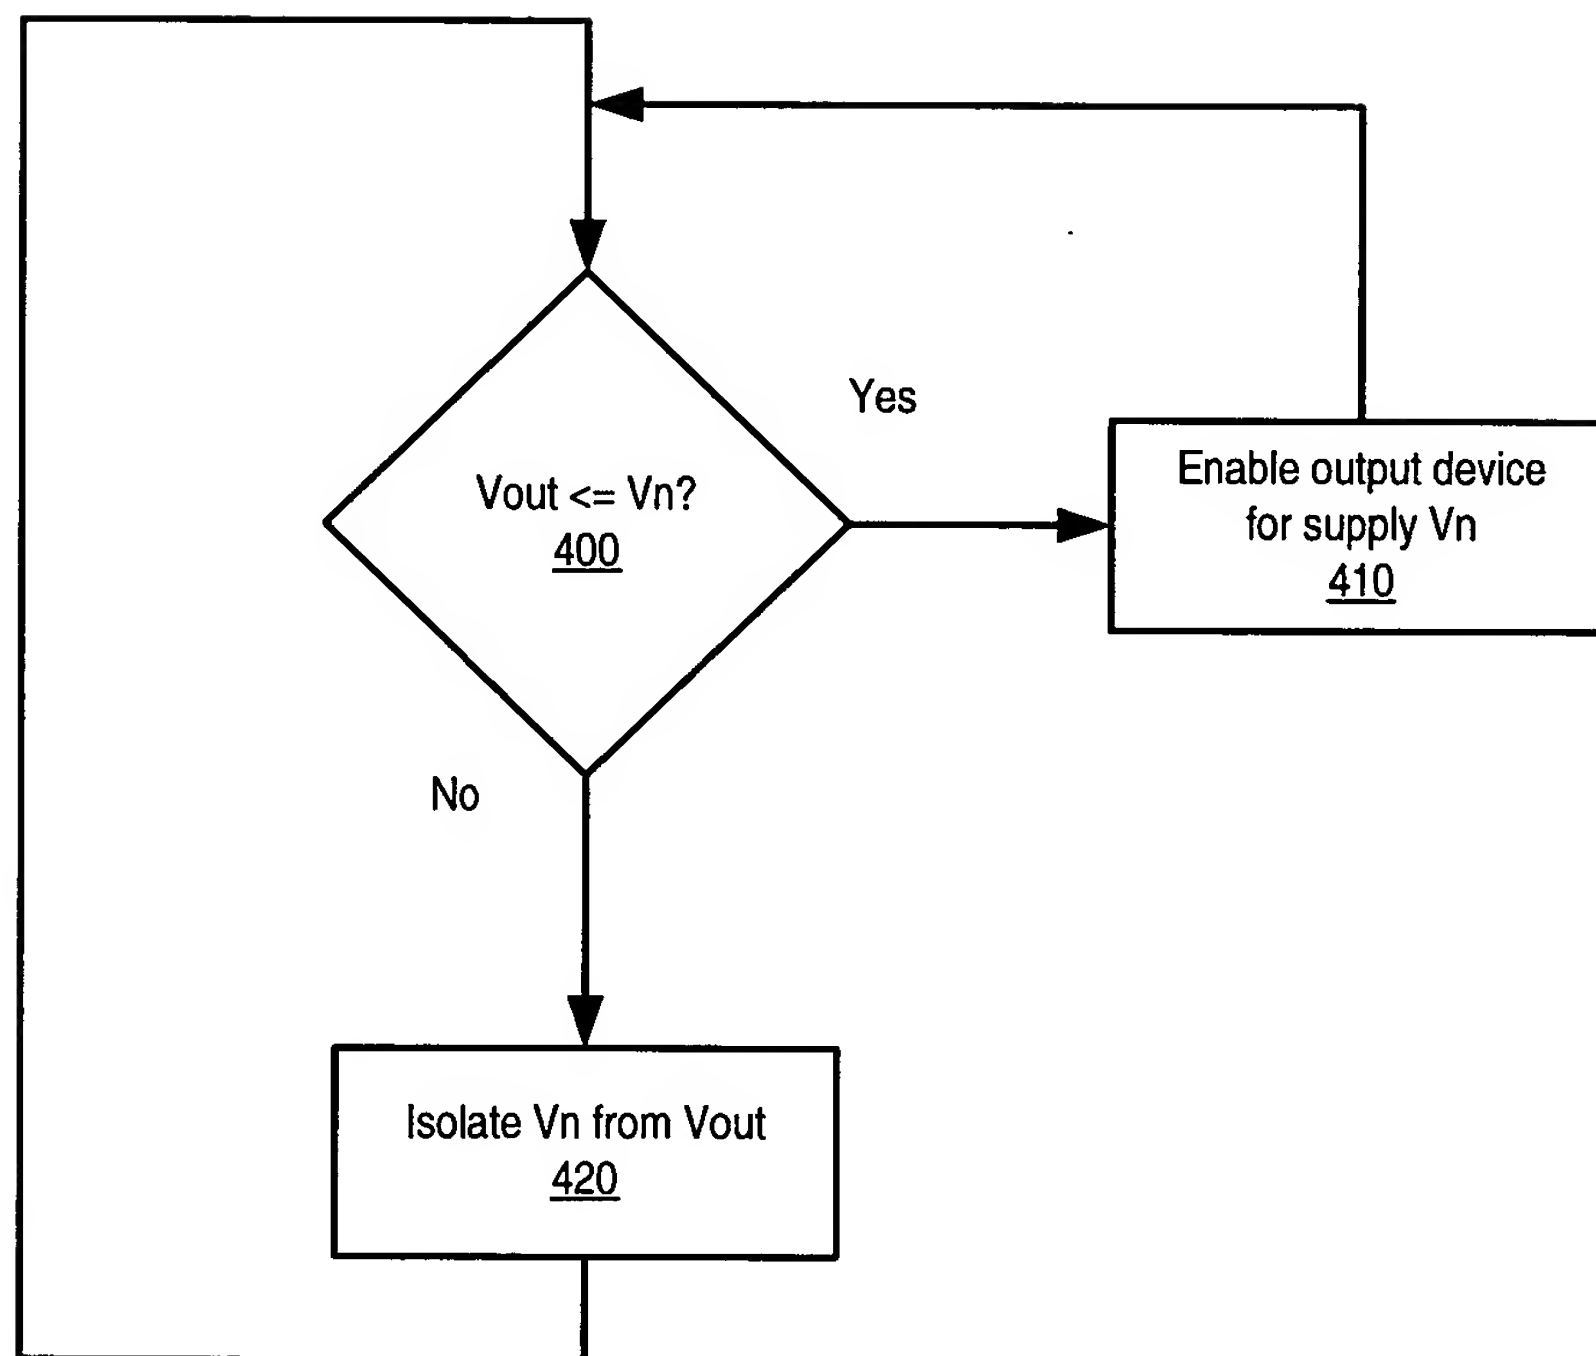 Yes
Vout <= Vn?
400
Enable output device
for supply Vn
410
No
Isolate Vn from Vout
420